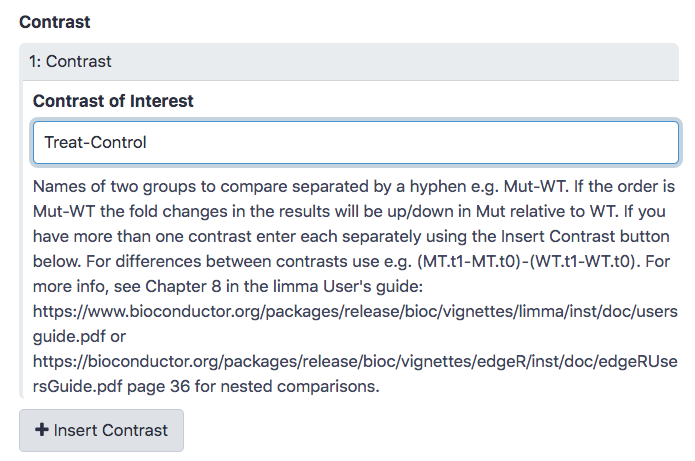 Contrast
1: Contrast
Contrast of Interest
Treat-Control
Names of two groups to compare separated by a hyphen e.g. Mut-WT. If the order is
Mut-WT the fold changes in the results will be up/down in Mut relative to WT. If you
have more than one contrast enter each separately using the Insert Contrast button
below. For differences between contrasts use e.g. (MT.t1-MT.t0)-(WT.t1-WT.t0). For
more info, see Chapter 8 in the limma User's guide:
https://www.bioconductor.org/packages/release/bioc/vignettes/limma/inst/doc/users
guide.pdf or
https://bioconductor.org/packages/release/bioc/vignettes/edgeR/inst/doc/edgeRUse
rsGuide.pdf page 36 for nested comparisons.
+ Insert Contrast